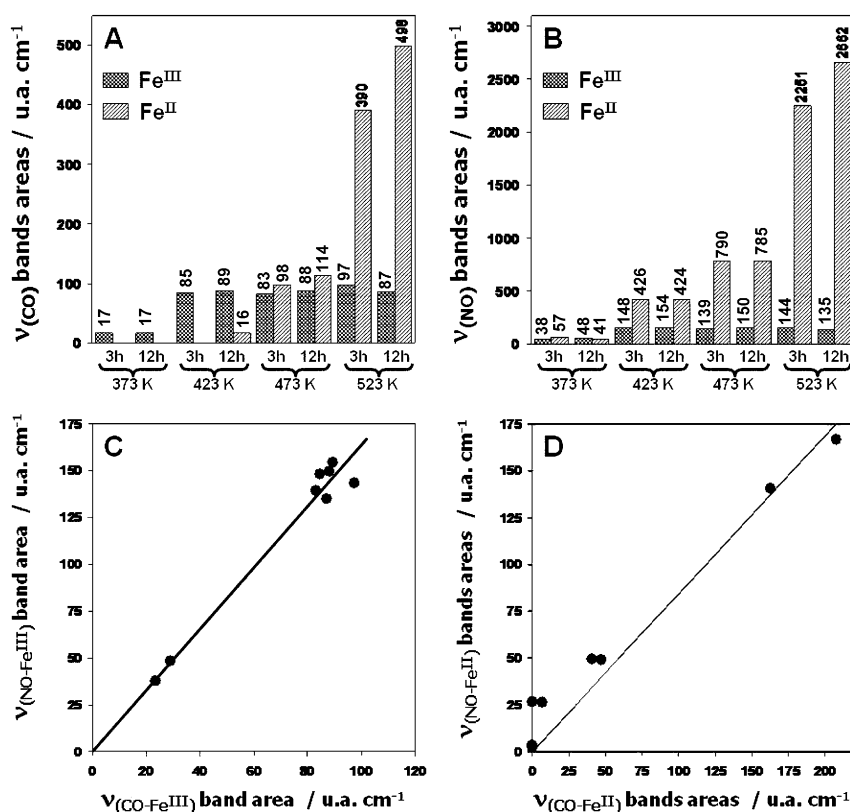 A
ν(CO) bands areas / u.a. cm-1
500
400
300
200
100
0
FeIII
FeII
17 17 85 89 16 83 98 88 114 97 390 87 498
3h 12h 3h 12h 3h 12h 3h 12h
373 K 423 K 473 K 523 K
B
ν(NO) bands areas / u.a. cm-1
3000
2500
2000
1500
1000
500
0
FeIII
FeII
38 57 48 41 148 426 154 424 139 790 150 785 144 2251 135 2662
3h 12h 3h 12h 3h 12h 3h 12h
373 K 423 K 473 K 523 K
C
ν(NO-FeIII) band area / u.a. cm-1
175
150
125
100
75
50
25
0
0 20 40 60 80 100 120
ν(CO-FeIII) band area / u.a. cm-1
D
ν(NO-FeII) bands areas / u.a. cm-1
175
150
125
100
75
50
25
0
0 25 50 75 100 125 150 175 200
ν(CO-FeII) bands areas / u.a. cm-1